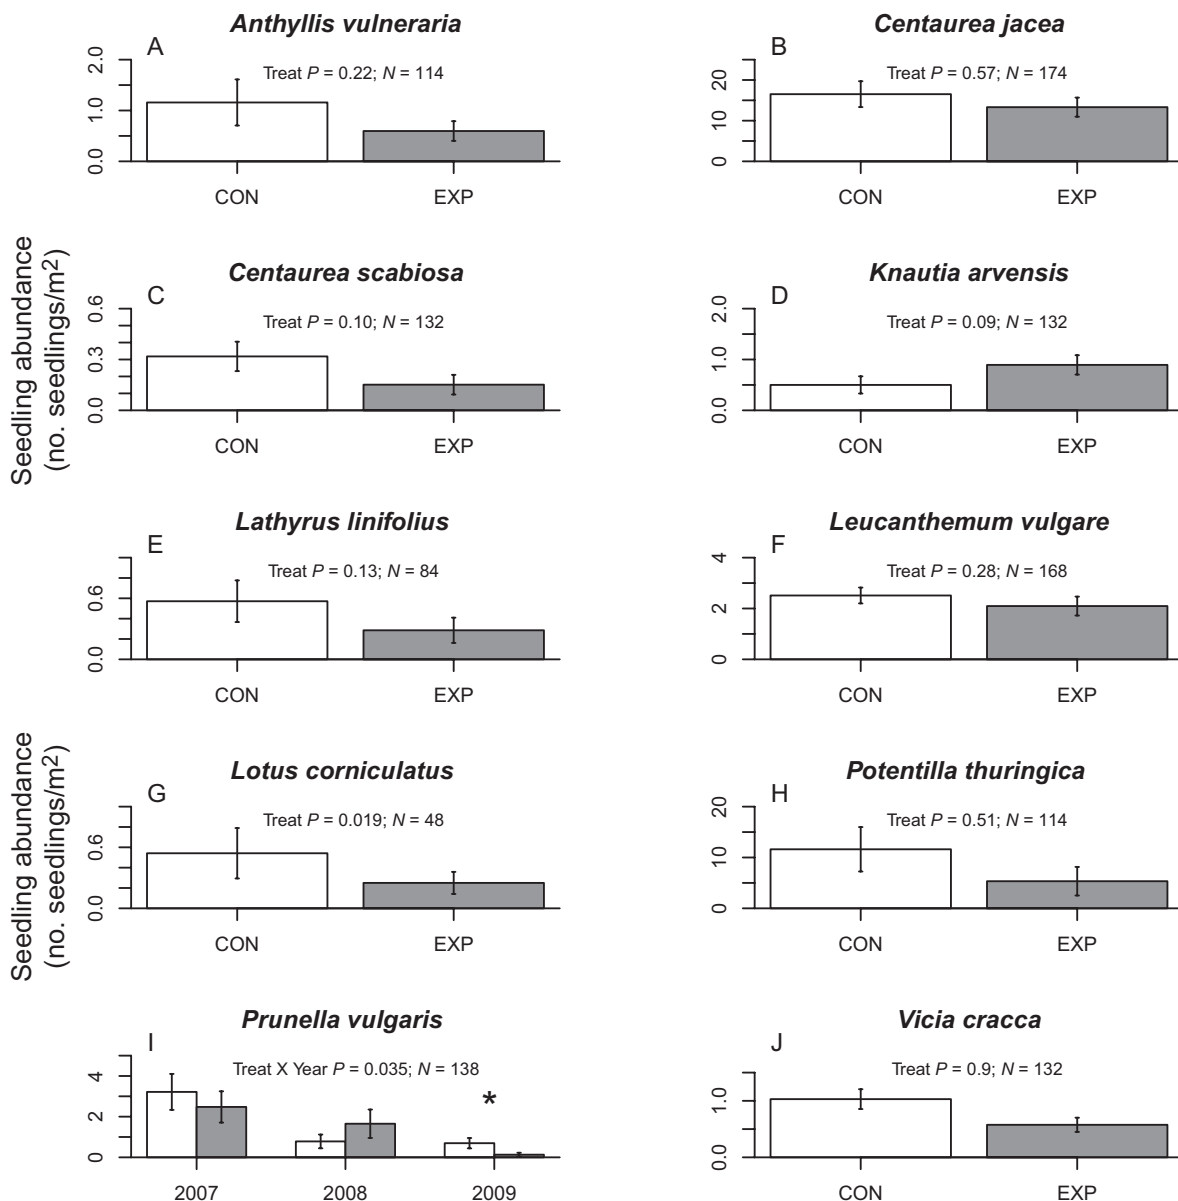 Anthyllis vulneraria
A
Treat P = 0.22; N = 114
2.0
1.0
0.0
CON EXP
Centaurea jacea
B
Treat P = 0.57; N = 174
20
10
0
CON EXP
Seedling abundance
(no. seedlings/m2)
Centaurea scabiosa
C
Treat P = 0.10; N = 132
0.6
0.3
0.0
CON EXP
Knautia arvensis
D
Treat P = 0.09; N = 132
2.0
1.0
0.0
CON EXP
Lathyrus linifolius
E
Treat P = 0.13; N = 84
0.6
0.0
CON EXP
Leucanthemum vulgare
F
Treat P = 0.28; N = 168
4
2
0
CON EXP
Seedling abundance
(no. seedlings/m2)
Lotus corniculatus
G
Treat P = 0.019; N = 48
0.6
0.0
CON EXP
Potentilla thuringica
H
Treat P = 0.51; N = 114
20
10
0
CON EXP
Prunella vulgaris
I
Treat X Year P = 0.035; N = 138
4
2
0
*
2007 2008 2009
Vicia cracca
J
Treat P = 0.9; N = 132
1.0
0.0
CON EXP